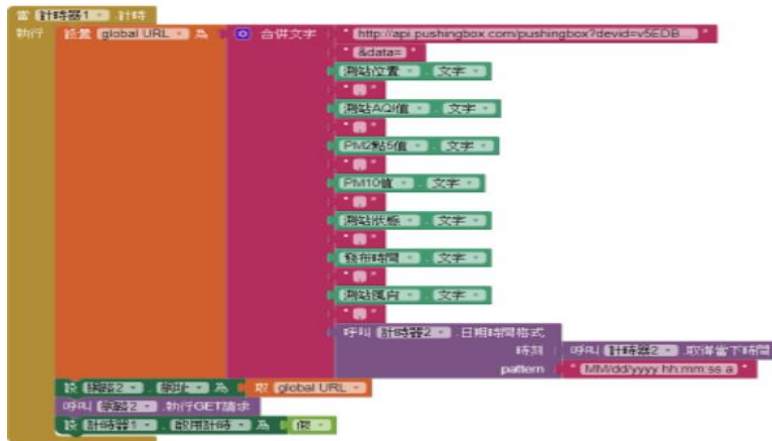 當 計時器1 . 計時
執行 設置 global URL 為 合併文字 " http://api.pushingbox.com/pushingbox?devid=v5EDB... "
" &data= "
測站位置 . 文字
" , "
測站AQI值 . 文字
" , "
PM2點5值 . 文字
" , "
PM10值 . 文字
" , "
測站狀態 . 文字
" , "
發布時間 . 文字
" , "
測站風向 . 文字
" , "
呼叫 計時器2 .日期時間格式
時刻 呼叫 計時器2 .取得當下時間
pattern " MM/dd/yyyy hh:mm:ss a "
設 網路2 . 網址 為 取 global URL
呼叫 網路2 .執行GET請求
設 計時器1 . 啟用計時 為 假